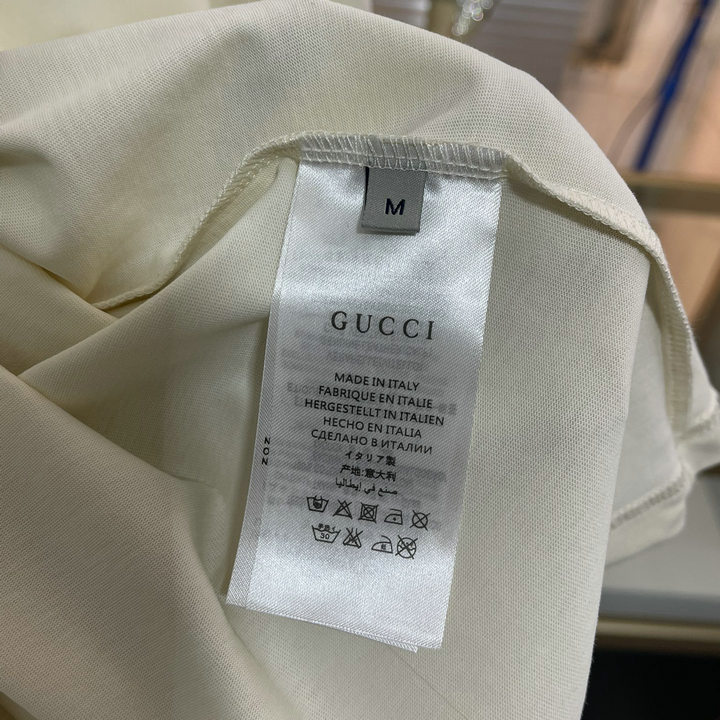 M
GUCCI
MADE IN ITALY
FABRIQUE EN ITALIE
HERGESTELLT IN ITALIEN
HECHO EN ITALIA
СДЕЛАНО В ИТАЛИИ
イタリア製
产地:意大利
صنع في إيطاليا
NON
30